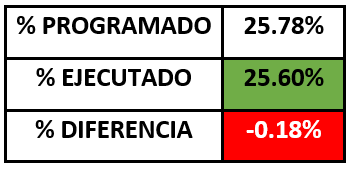 % PROGRAMADO 25.78%
% EJECUTADO 25.60%
% DIFERENCIA -0.18%